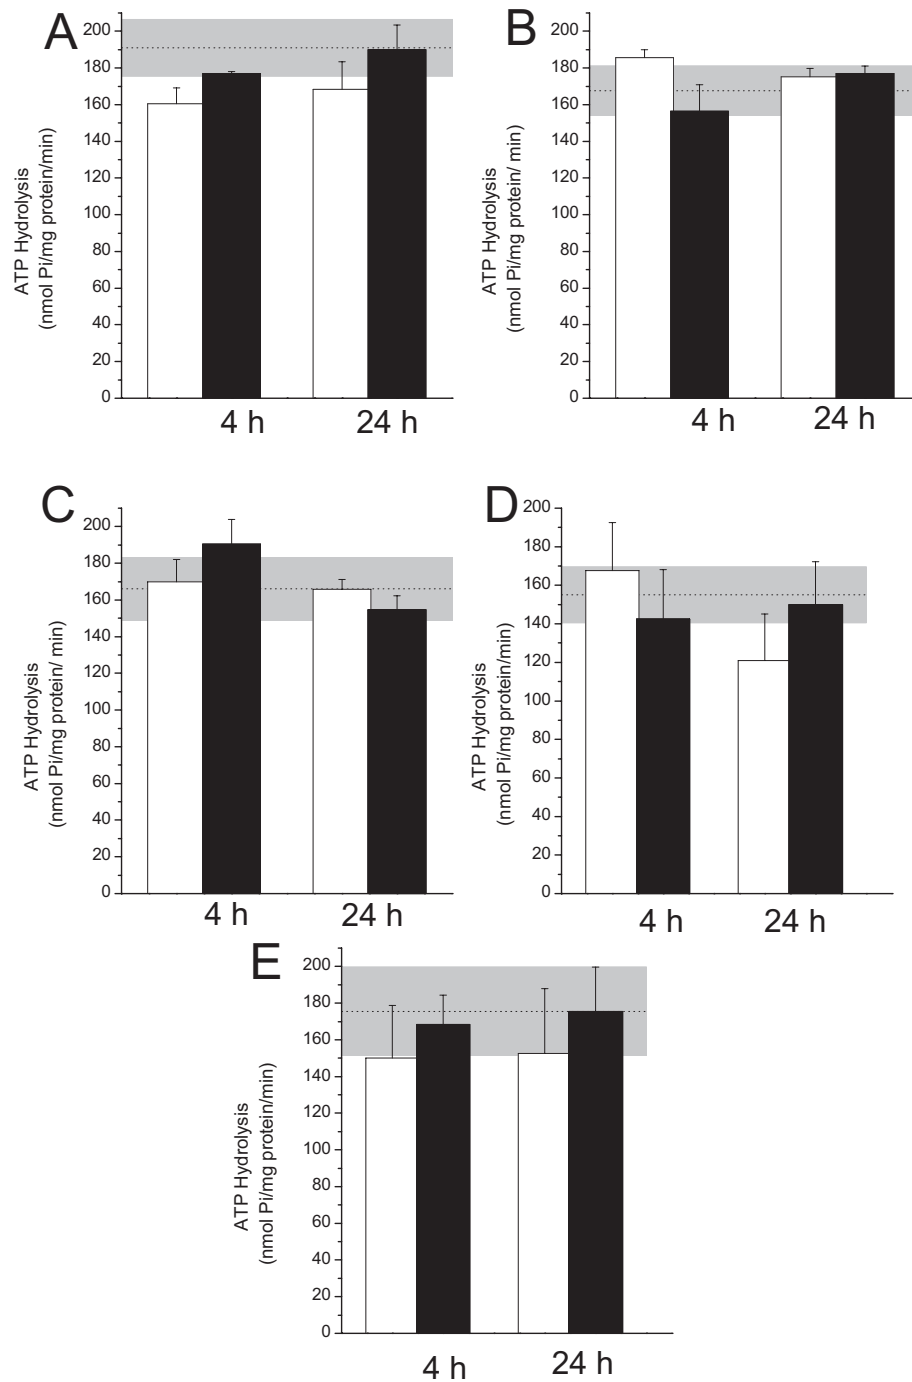 A
200
180
160
140
120
100
80
60
40
20
0
ATP Hydrolysis
(nmol Pi/mg protein/min)
4 h 24 h
B
200
180
160
140
120
100
80
60
40
20
0
ATP Hydrolysis
(nmol Pi/mg protein/ min)
4 h 24 h
C
200
180
160
140
120
100
80
60
40
20
0
ATP Hydrolysis
(nmol Pi/mg protein/ min)
4 h 24 h
D
200
180
160
140
120
100
80
60
40
20
0
ATP Hydrolysis
(nmol Pi/mg protein/min)
4 h 24 h
E
200
180
160
140
120
100
80
60
40
20
0
ATP Hydrolysis
(nmol Pi/mg protein/min)
4 h 24 h